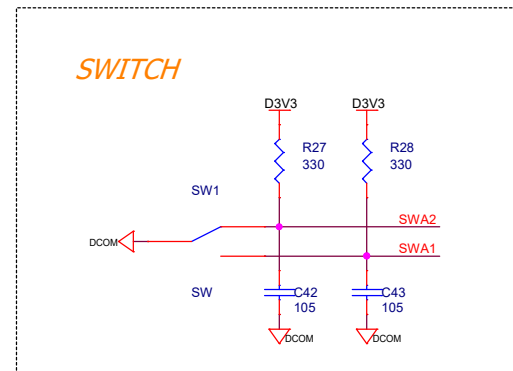 SWITCH
D3V3
D3V3
R27
330
R28
330
SW1
SWA2
DCOM
SWA1
SW
C42
105
C43
105
DCOM
DCOM